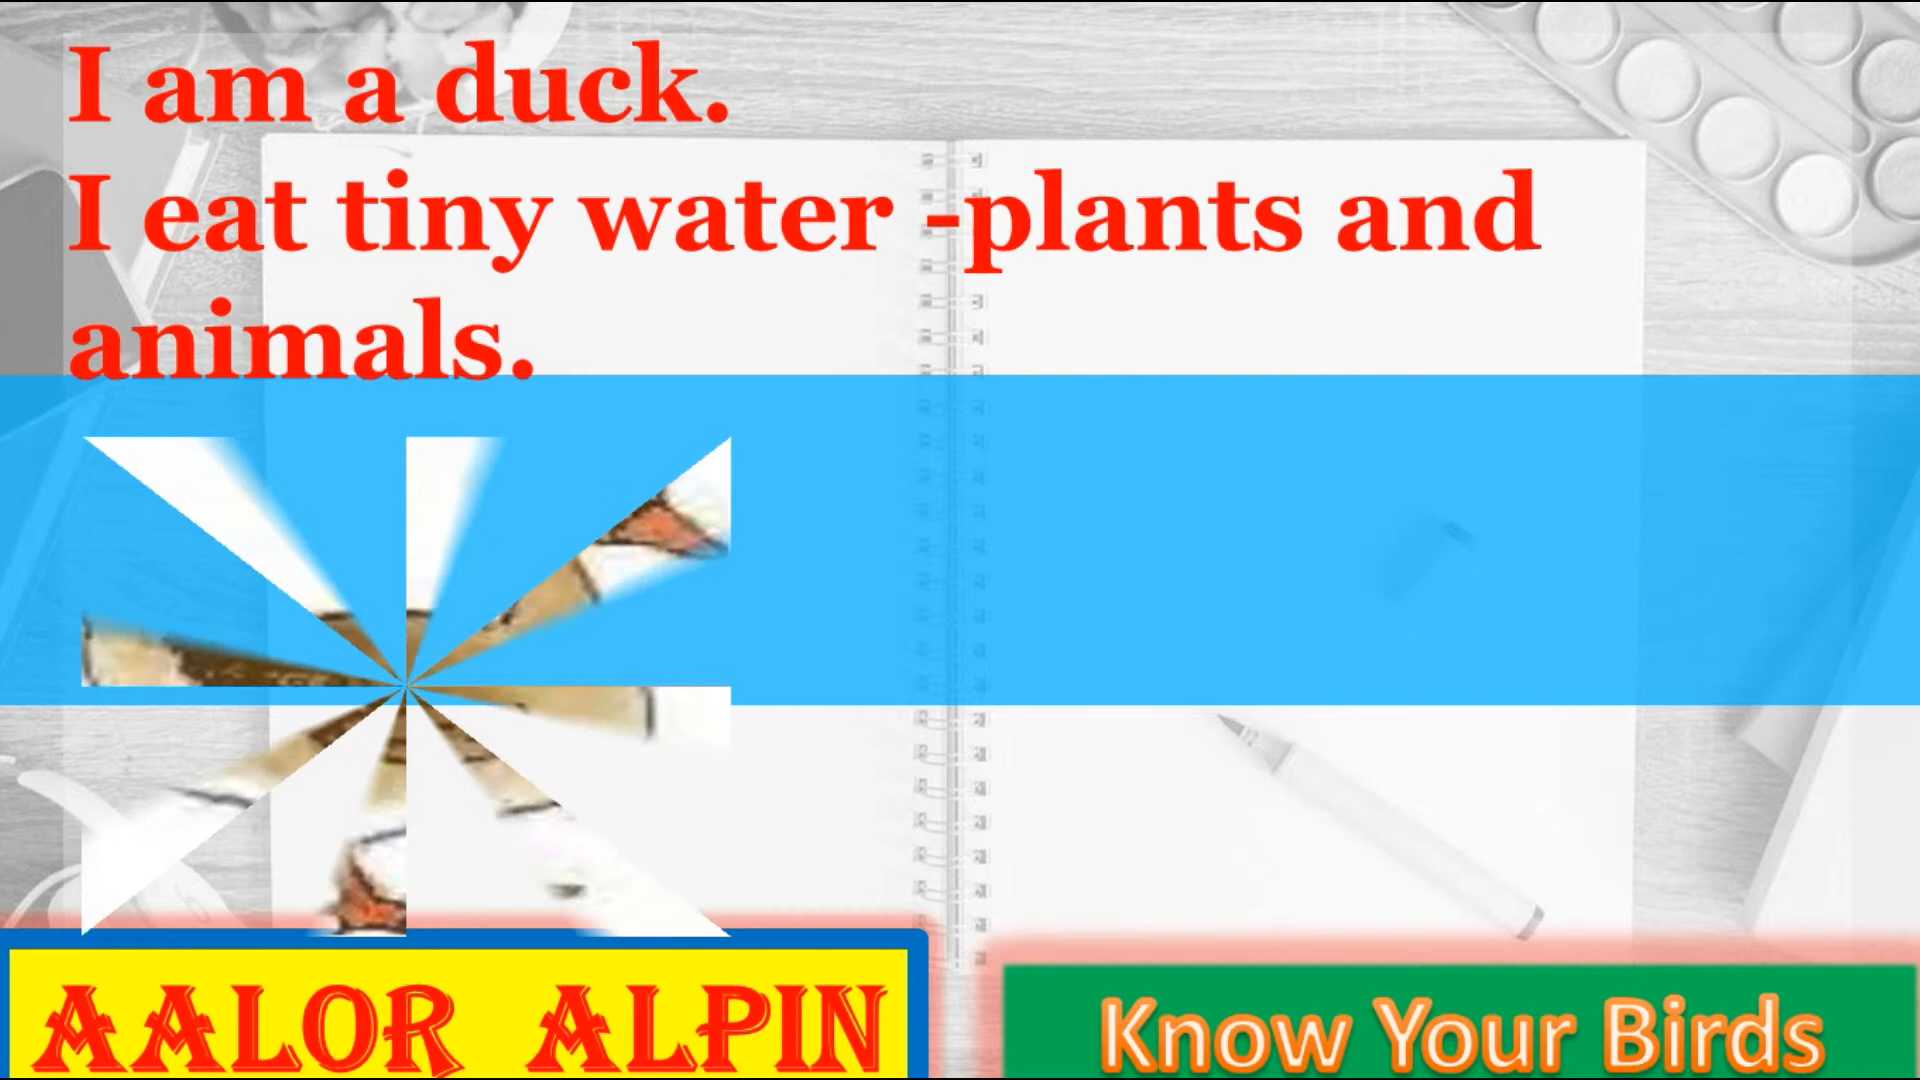 I am a duck.
I eat tiny water -plants and
animals.
AALOR ALPIN
Know Your Birds